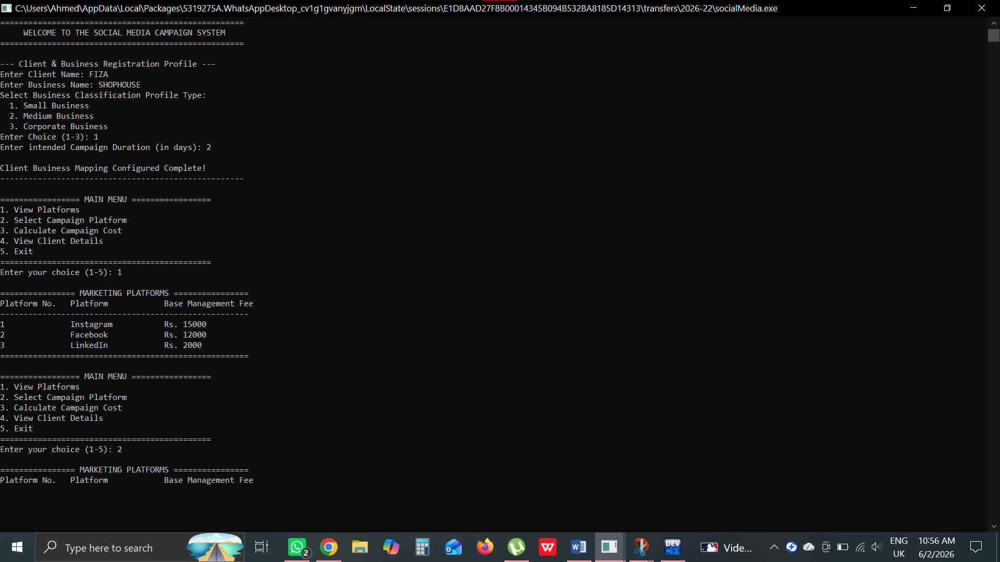 C:\Users\Ahmed\AppData\Local\Packages\5319275A.WhatsAppDesktop_cv1g1gvanyjgm\LocalState\sessions\E1D8AAD27F8B00014345B094B532BA8185D14313\transfers\2026-22\socialMedia.exe
====================================================
     WELCOME TO THE SOCIAL MEDIA CAMPAIGN SYSTEM
====================================================
--- Client & Business Registration Profile ---
Enter Client Name: FIZA
Enter Business Name: SHOPHOUSE
Select Business Classification Profile Type:
  1. Small Business
  2. Medium Business
  3. Corporate Business
Enter Choice (1-3): 1
Enter intended Campaign Duration (in days): 2
Client Business Mapping Configured Complete!
----------------------------------------------------
================= MAIN MENU =================
1. View Platforms
2. Select Campaign Platform
3. Calculate Campaign Cost
4. View Client Details
5. Exit
=============================================
Enter your choice (1-5): 1
================ MARKETING PLATFORMS ================
Platform No.   Platform            Base Management Fee
-----------------------------------------------------
1              Instagram           Rs. 15000
2              Facebook            Rs. 12000
3              LinkedIn            Rs. 2000
=====================================================
================= MAIN MENU =================
1. View Platforms
2. Select Campaign Platform
3. Calculate Campaign Cost
4. View Client Details
5. Exit
=============================================
Enter your choice (1-5): 2
================ MARKETING PLATFORMS ================
Platform No.   Platform            Base Management Fee
Type here to search
2
W
DEV
C++
Vide...
ENG
UK
10:56 AM
6/2/2026